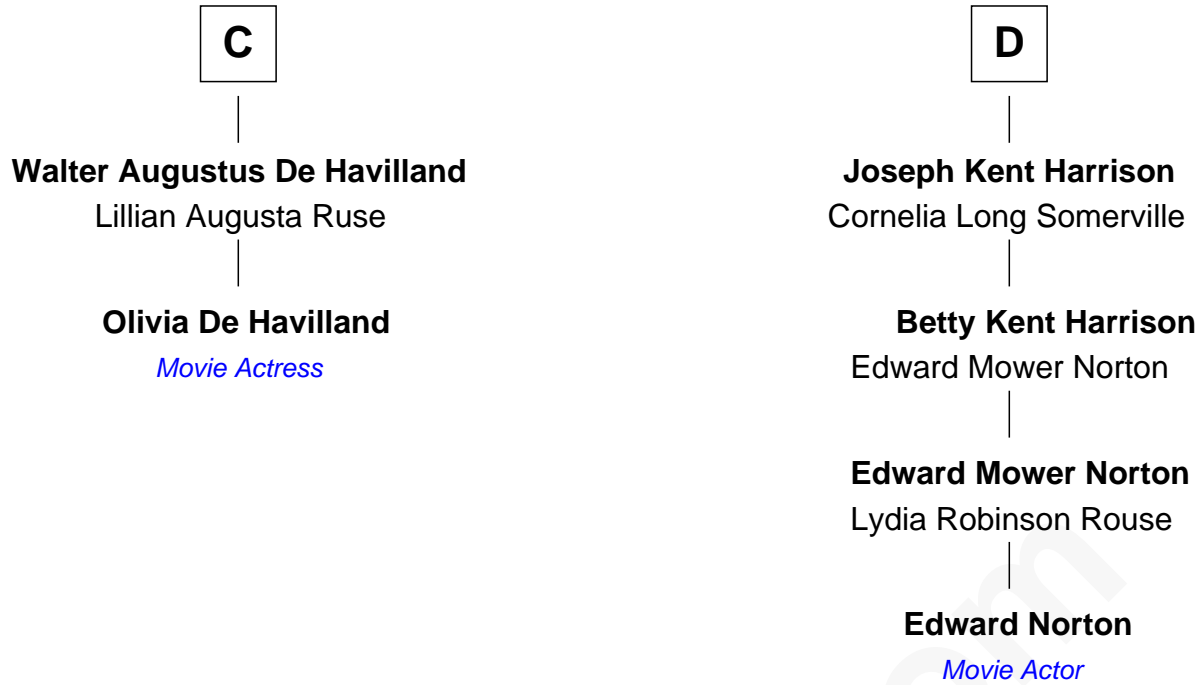 C
Walter Augustus De Havilland
Lillian Augusta Ruse
Olivia De Havilland
Movie Actress
D
Joseph Kent Harrison
Cornelia Long Somerville
Betty Kent Harrison
Edward Mower Norton
Edward Mower Norton
Lydia Robinson Rouse
Edward Norton
Movie Actor
om